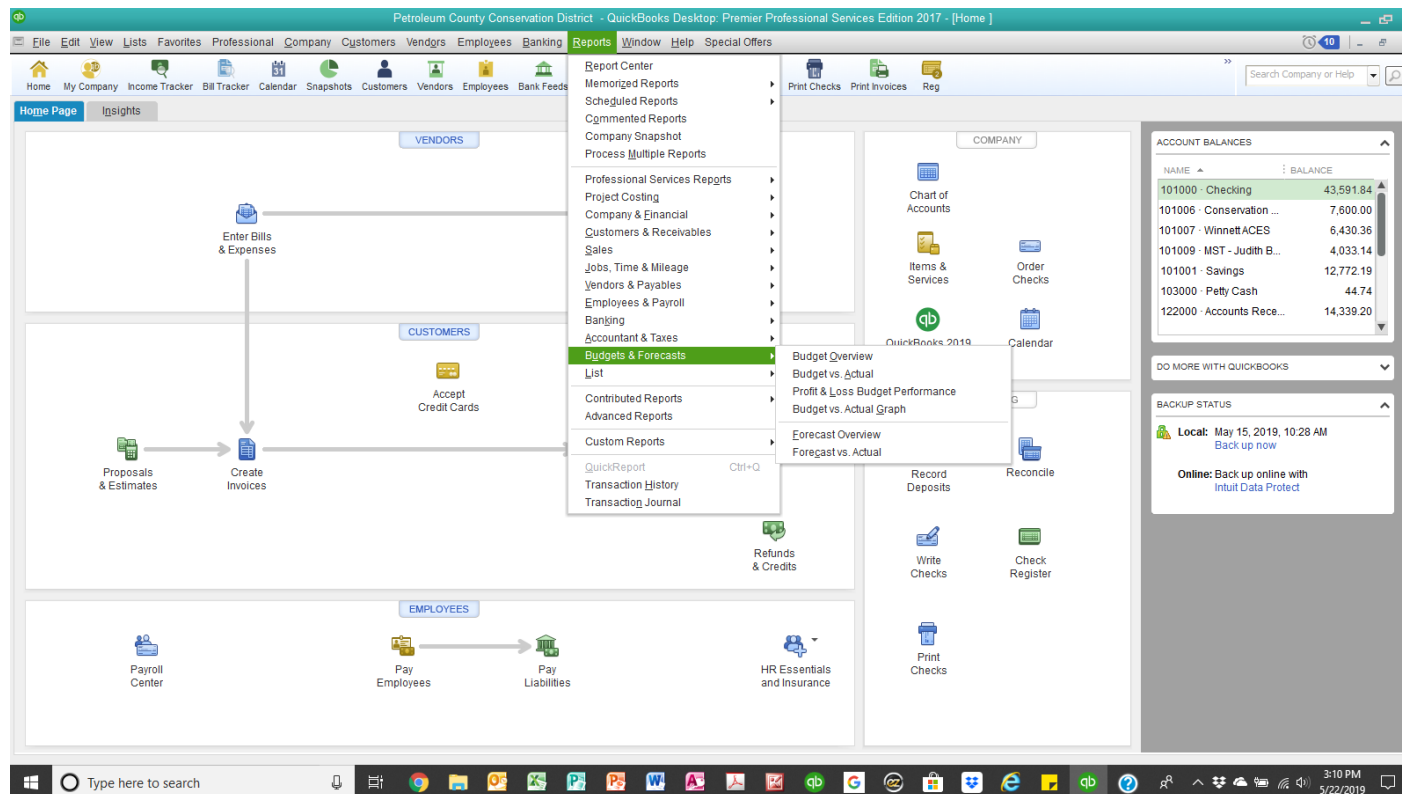 Petroleum County Conservation District - QuickBooks Desktop: Premier Professional Services Edition 2017 - [Home ]
File Edit View Lists Favorites Professional Company Customers Vendors Employees Banking Reports Window Help Special Offers
10
Home My Company Income Tracker Bill Tracker Calendar Snapshots Customers Vendors Employees Bank Feeds Print Checks Print Invoices Reg
Search Company or Help
Home Page Insights
Report Center
Memorized Reports
Scheduled Reports
Commented Reports
Company Snapshot
Process Multiple Reports
Professional Services Reports
Project Costing
Company & Financial
Customers & Receivables
Sales
Jobs, Time & Mileage
Vendors & Payables
Employees & Payroll
Banking
Accountant & Taxes
Budgets & Forecasts
List
Contributed Reports
Advanced Reports
Custom Reports
QuickReport Ctrl+Q
Transaction History
Transaction Journal
Budget Overview
Budget vs. Actual
Profit & Loss Budget Performance
Budget vs. Actual Graph
Forecast Overview
Forecast vs. Actual
VENDORS
Enter Bills
& Expenses
CUSTOMERS
Accept
Credit Cards
Proposals
& Estimates
Create
Invoices
Refunds
& Credits
EMPLOYEES
Payroll
Center
Pay
Employees
Pay
Liabilities
HR Essentials
and Insurance
COMPANY
Chart of
Accounts
Items &
Services
Order
Checks
QuickBooks 2019
Calendar
G
Record
Deposits
Reconcile
Write
Checks
Check
Register
Print
Checks
ACCOUNT BALANCES
NAME BALANCE
101000 · Checking 43,591.84
101006 · Conservation ... 7,600.00
101007 · Winnett ACES 6,430.36
101009 · MST - Judith B... 4,033.14
101001 · Savings 12,772.19
103000 · Petty Cash 44.74
122000 · Accounts Rece... 14,339.20
DO MORE WITH QUICKBOOKS
BACKUP STATUS
Local: May 15, 2019, 10:28 AM
Back up now
Online: Back up online with
Intuit Data Protect
Type here to search
3:10 PM
5/22/2019